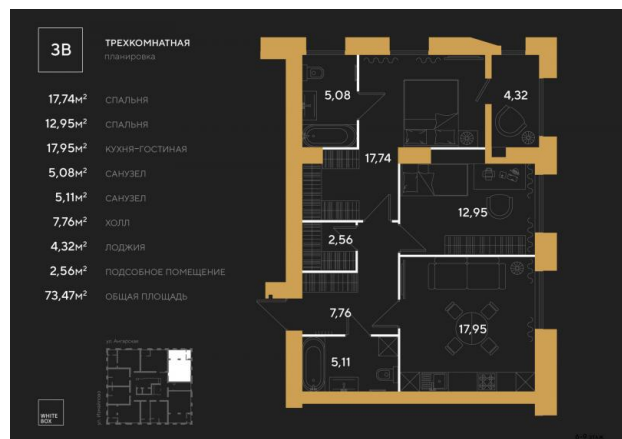 3В
ТРЕХКОМНАТНАЯ
планировка
17,74м² СПАЛЬНЯ
12,95м² СПАЛЬНЯ
17,95м² КУХНЯ-ГОСТИНАЯ
5,08м² САНУЗЕЛ
5,11м² САНУЗЕЛ
7,76м² ХОЛЛ
4,32м² ЛОДЖИЯ
2,56м² ПОДСОБНОЕ ПОМЕЩЕНИЕ
73,47м² ОБЩАЯ ПЛОЩАДЬ
5,08
4,32
17,74
12,95
2,56
7,76
17,95
5,11
WHITE
BOX